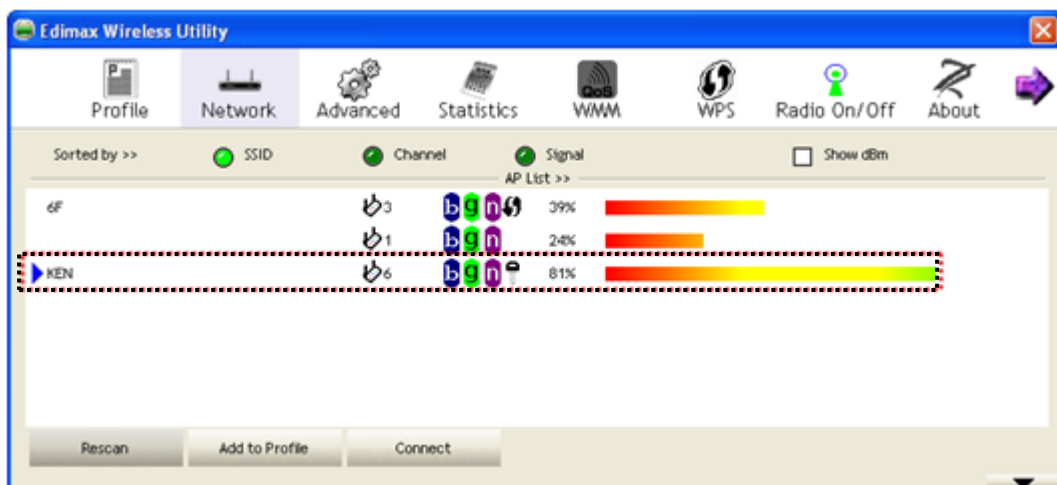 Edimax Wireless Utility
Profile Network Advanced Statistics WMM WPS Radio On/Off About
Sorted by >> SSID Channel Signal Show dBm
AP List >>
6F 3 b g n 39%
1 b g n 24%
KEN 6 b g n 81%
Rescan Add to Profile Connect